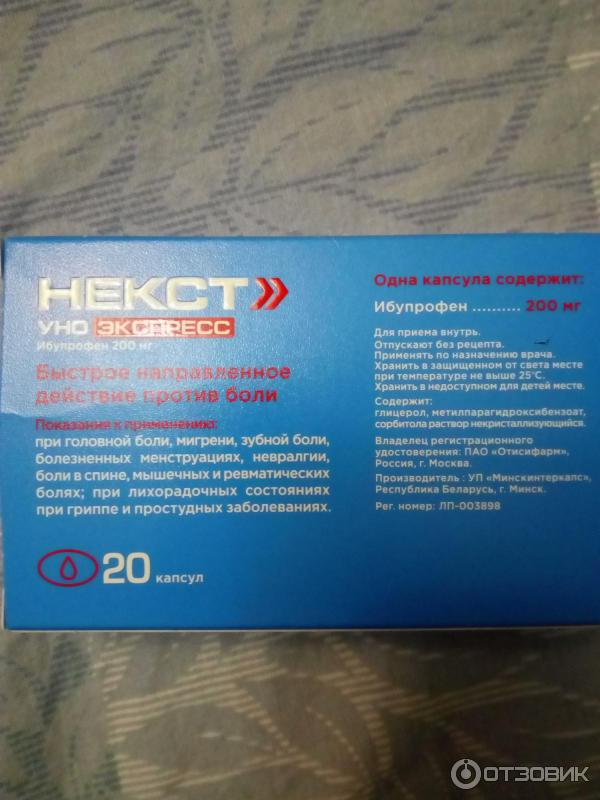 НЕКСТ
УНО ЭКСПРЕСС
Ибупрофен 200 мг
Быстрое направленное
действие против боли
Показания к применению:
при головной боли, мигрени, зубной боли,
болезненных менструациях, невралгии,
боли в спине, мышечных и ревматических
болях; при лихорадочных состояниях
при гриппе и простудных заболеваниях.
20 капсул
Одна капсула содержит:
Ибупрофен .......... 200 мг
Для приема внутрь.
Отпускают без рецепта.
Применять по назначению врача.
Хранить в защищенном от света месте
при температуре не выше 25°С.
Хранить в недоступном для детей месте.
Содержит:
глицерол, метилпарагидроксибензоат,
сорбитола раствор некристаллизующийся.
Владелец регистрационного
удостоверения: ПАО «Отисифарм»,
Россия, г. Москва.
Производитель : УП «Минскинтеркапс»,
Республика Беларусь, г. Минск.
Рег. номер: ЛП-003898
ОТЗОВИК